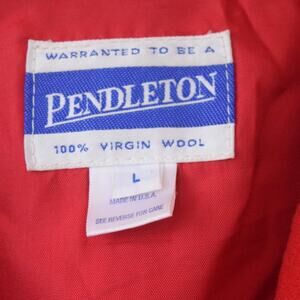 WARRANTED TO BE A
PENDLETON
100% VIRGIN WOOL
L
MADE IN U.S.A.
SEE REVERSE FOR CARE